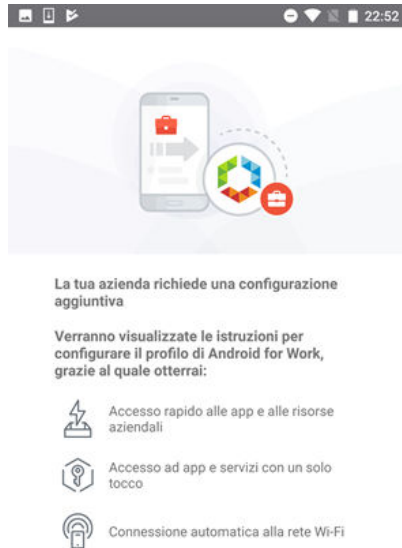 22:52
La tua azienda richiede una configurazione
aggiuntiva
Verranno visualizzate le istruzioni per
configurare il profilo di Android for Work,
grazie al quale otterrai:
Accesso rapido alle app e alle risorse
aziendali
Accesso ad app e servizi con un solo
tocco
Connessione automatica alla rete Wi-Fi